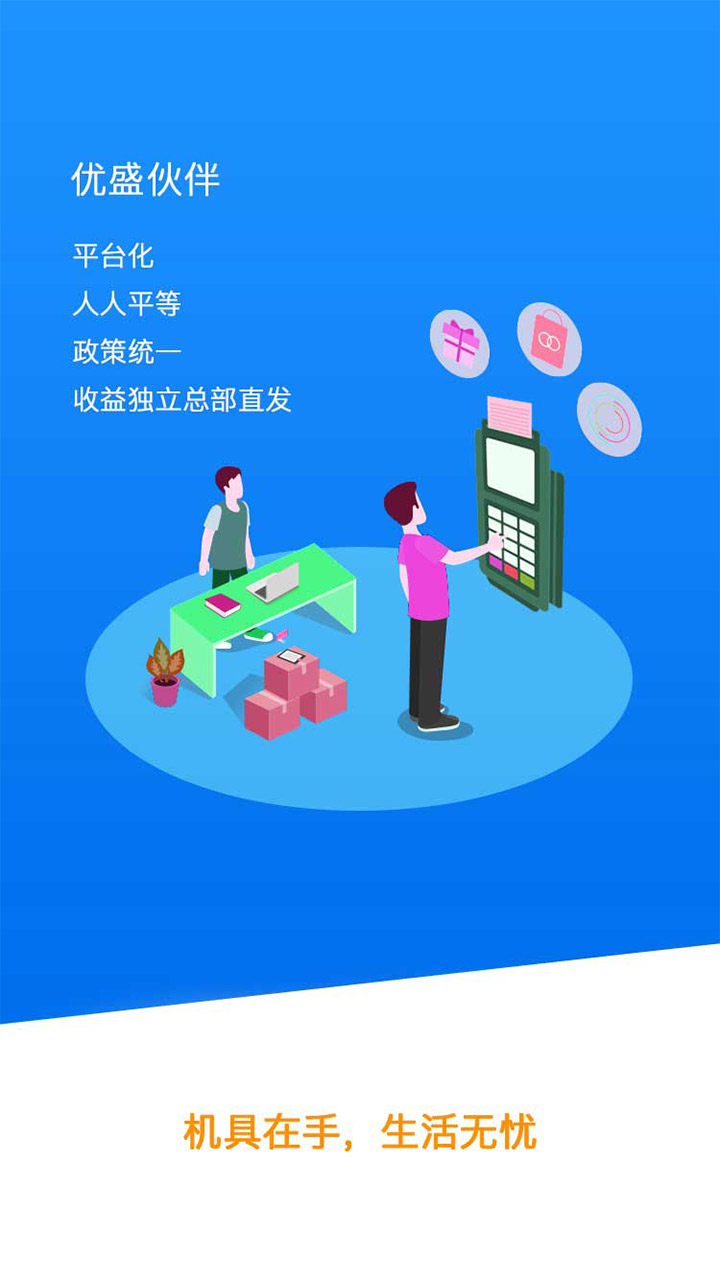 优盛伙伴
平台化
人人平等
政策统一
收益独立总部直发
机具在手，生活无忧